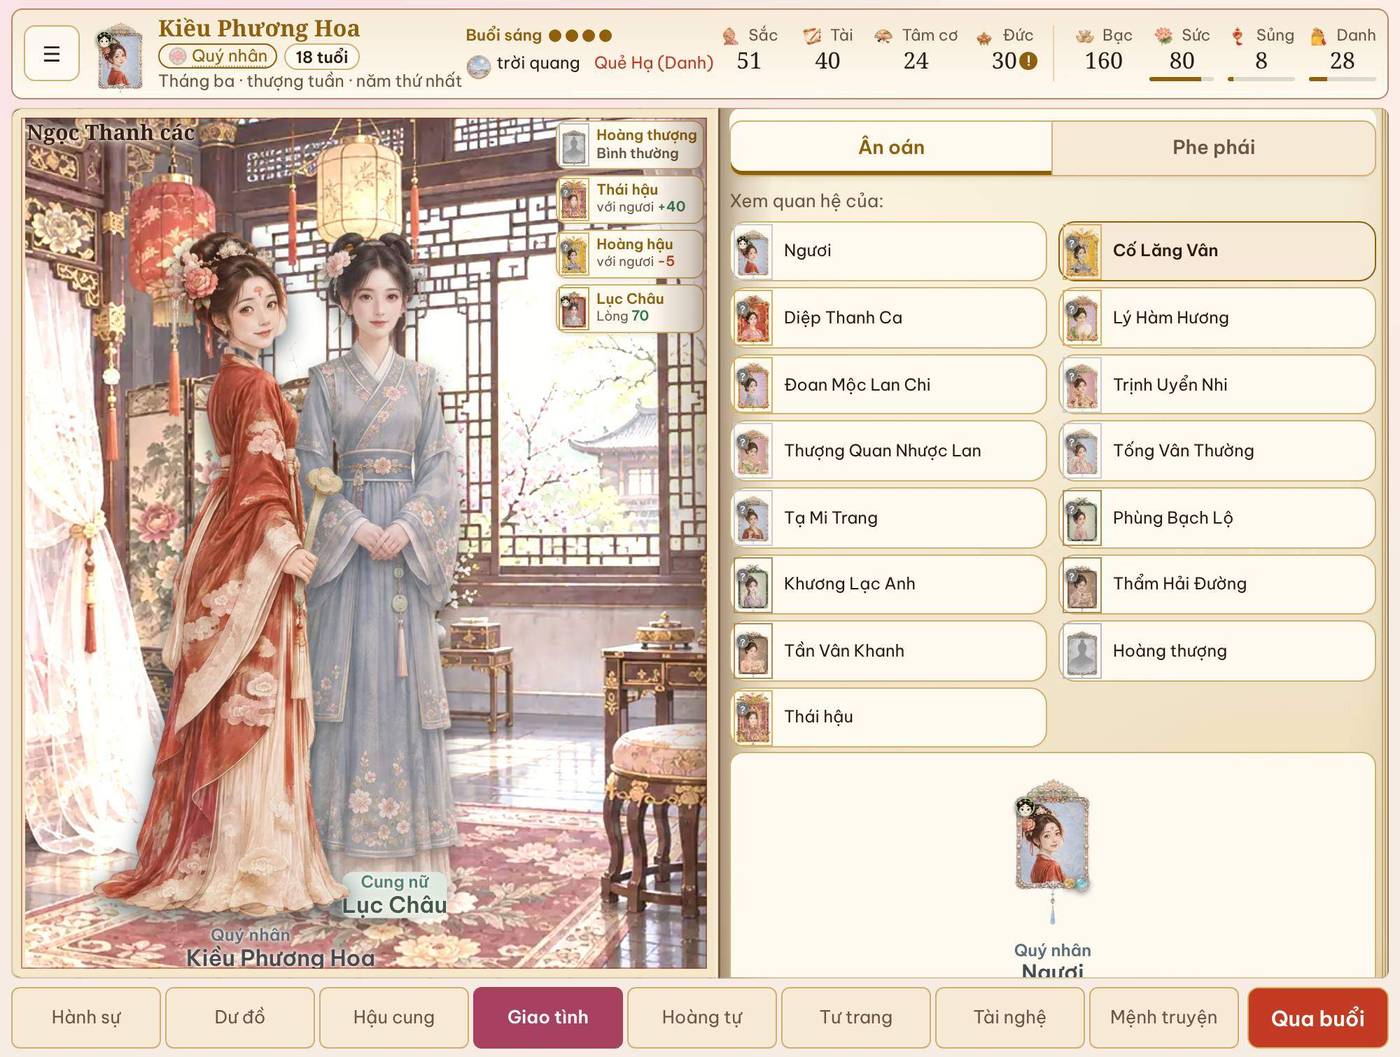 ☰
Kiều Phương Hoa
Quý nhân
18 tuổi
Tháng ba · thượng tuần · năm thứ nhất
Buổi sáng
trời quang
Quẻ Hạ (Danh)
Sắc
51
Tài
40
Tâm cơ
24
Đức
30
!
Bạc
160
Sức
80
Sủng
8
Danh
28
Ngọc Thanh các
Hoàng thượng
Bình thường
?
Thái hậu
với ngươi +40
?
Hoàng hậu
với ngươi -5
Lục Châu
Lòng 70
Cung nữ
Lục Châu
Quý nhân
Kiều Phương Hoa
Ân oán
Phe phái
Xem quan hệ của:
Ngươi
?
Cố Lăng Vân
?
Diệp Thanh Ca
?
Lý Hàm Hương
?
Đoan Mộc Lan Chi
?
Trịnh Uyển Nhi
?
Thượng Quan Nhược Lan
?
Tống Vân Thường
?
Tạ Mi Trang
?
Phùng Bạch Lộ
?
Khương Lạc Anh
?
Thẩm Hải Đường
?
Tần Vân Khanh
Hoàng thượng
?
Thái hậu
Quý nhân
Ngươi
Hành sự
Dư đồ
Hậu cung
Giao tình
Hoàng tự
Tư trang
Tài nghệ
Mệnh truyện
Qua buổi